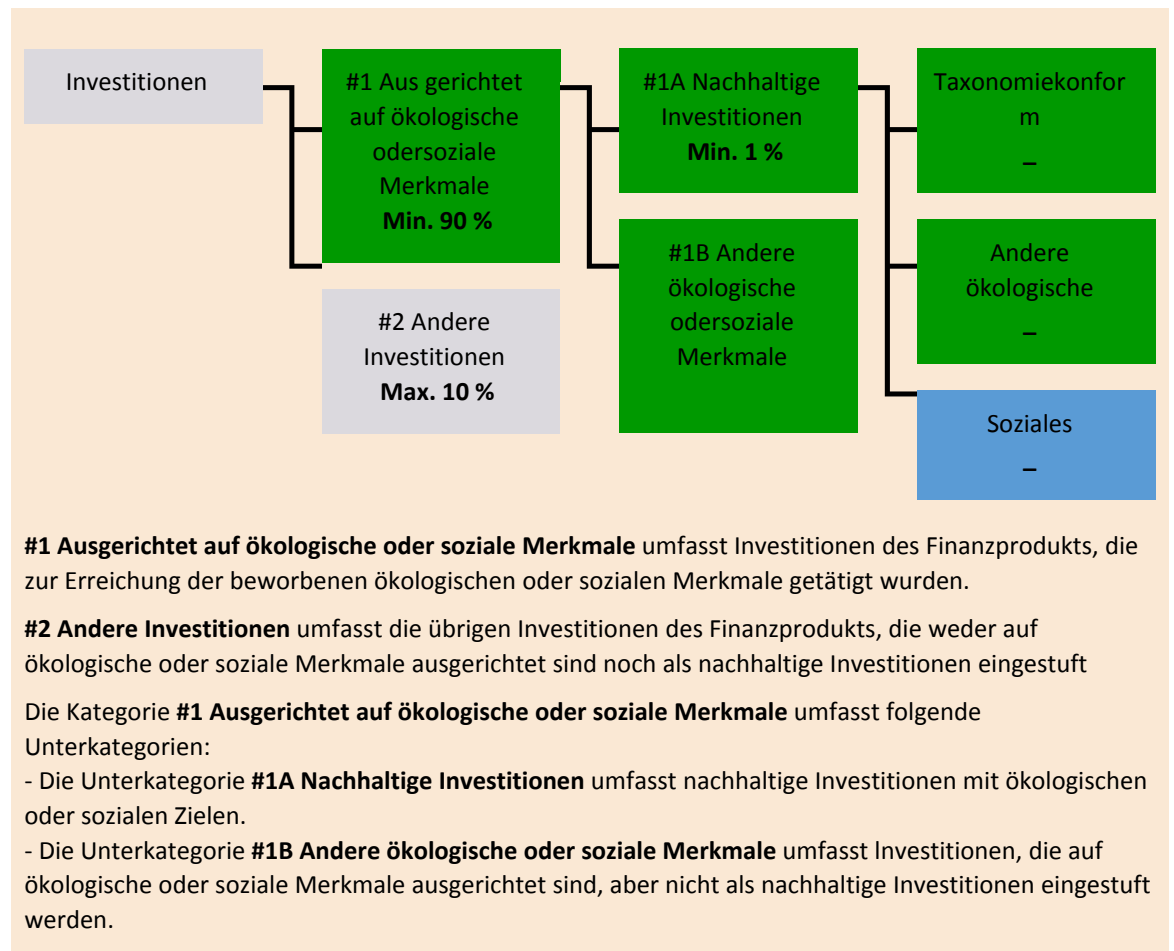 Investitionen
#1 Aus gerichtet
auf ökologische
odersoziale
Merkmale
Min. 90 %
#2 Andere
Investitionen
Max. 10 %
#1A Nachhaltige
Investitionen
Min. 1 %
#1B Andere
ökologische
odersoziale
Merkmale
Taxonomiekonfor
m
–
Andere
ökologische
–
Soziales
–
#1 Ausgerichtet auf ökologische oder soziale Merkmale umfasst Investitionen des Finanzprodukts, die
zur Erreichung der beworbenen ökologischen oder sozialen Merkmale getätigt wurden.
#2 Andere Investitionen umfasst die übrigen Investitionen des Finanzprodukts, die weder auf
ökologische oder soziale Merkmale ausgerichtet sind noch als nachhaltige Investitionen eingestuft
Die Kategorie #1 Ausgerichtet auf ökologische oder soziale Merkmale umfasst folgende
Unterkategorien:
- Die Unterkategorie #1A Nachhaltige Investitionen umfasst nachhaltige Investitionen mit ökologischen
oder sozialen Zielen.
- Die Unterkategorie #1B Andere ökologische oder soziale Merkmale umfasst lnvestitionen, die auf
ökologische oder soziale Merkmale ausgerichtet sind, aber nicht als nachhaltige Investitionen eingestuft
werden.